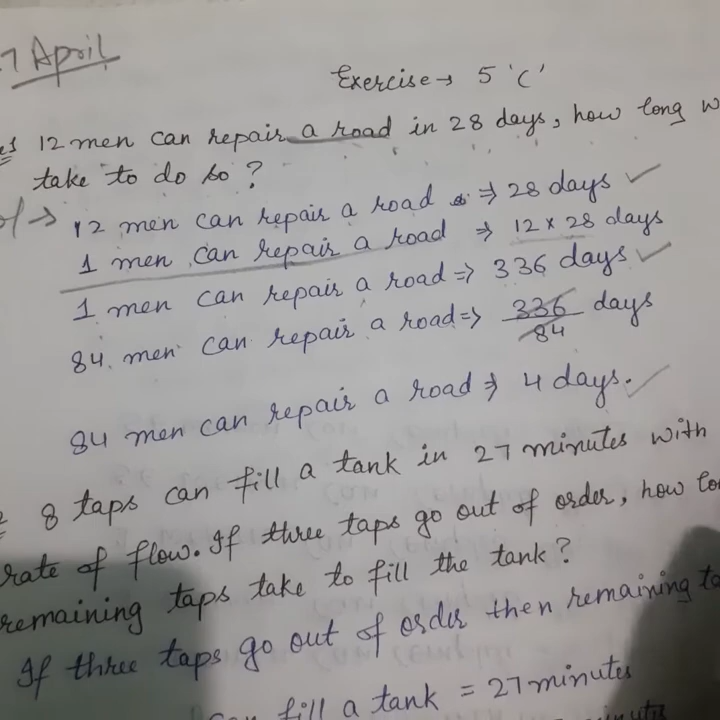 7 April
Exercise → 5 'C'
12 men can repair a road in 28 days, how long
take to do so?
12 men can repair a road ⇒ 28 days
1 men can repair a road ⇒ 12 x 28 days
1 men can repair a road ⇒ 336 days
84 men can repair a road ⇒ 336/84 days
84 men can repair a road ⇒ 4 days.
8 taps can fill a tank in 27 minutes with
rate of flow. If three taps go out of order, how
remaining taps take to fill the tank?
If three taps go out of order then remaining
fill a tank = 27 minutes